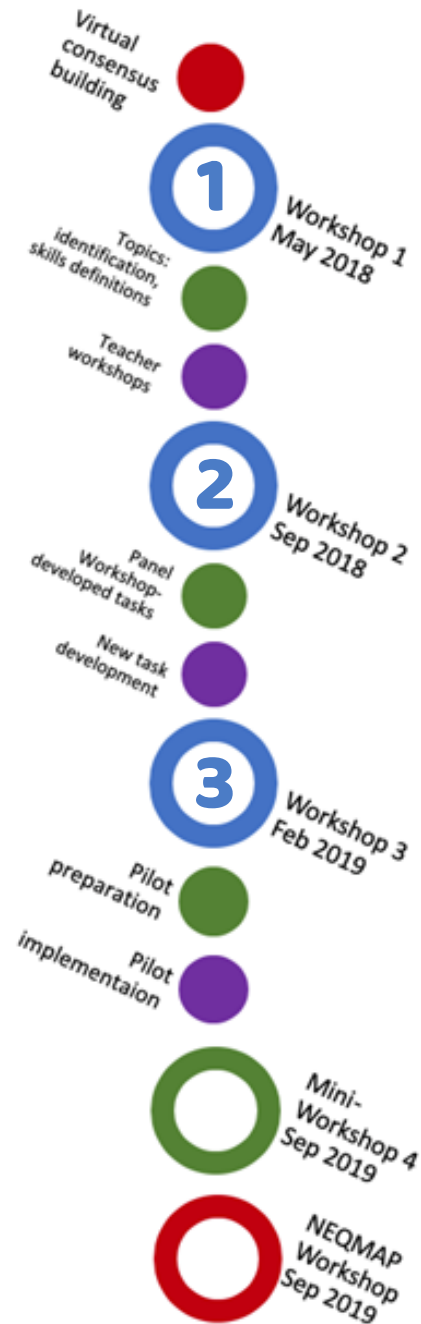 Virtual
consensus
building
1
Workshop 1
May 2018
Topics:
identification,
skills definitions
Teacher
workshops
2
Workshop 2
Sep 2018
Panel
Workshop-
developed tasks
New task
development
3
Workshop 3
Feb 2019
Pilot
preparation
Pilot
implementaion
Mini-
Workshop 4
Sep 2019
NEQMAP
Workshop
Sep 2019